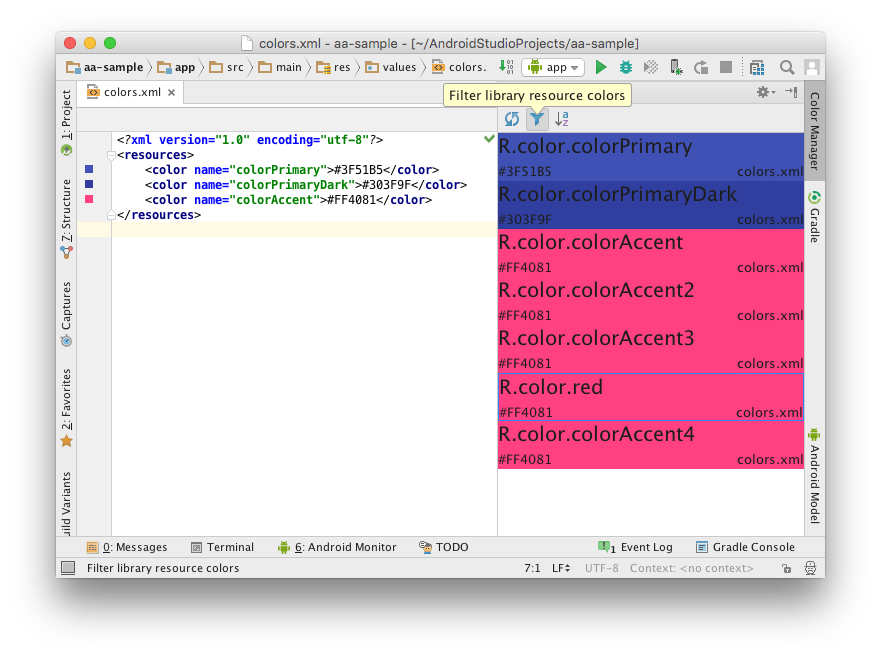 colors.xml - aa-sample - [~/AndroidStudioProjects/aa-sample]
aa-sample app src main res values colors. app
colors.xml
Filter library resource colors
<?xml version="1.0" encoding="utf-8"?>
<resources>
<color name="colorPrimary">#3F51B5</color>
<color name="colorPrimaryDark">#303F9F</color>
<color name="colorAccent">#FF4081</color>
</resources>
R.color.colorPrimary
#3F51B5 colors.xml
R.color.colorPrimaryDark
#303F9F colors.xml
R.color.colorAccent
#FF4081 colors.xml
R.color.colorAccent2
#FF4081 colors.xml
R.color.colorAccent3
#FF4081 colors.xml
R.color.red
#FF4081 colors.xml
R.color.colorAccent4
#FF4081 colors.xml
1: Project
7: Structure
Captures
2: Favorites
uild Variants
Color Manager
Gradle
Android Model
0: Messages Terminal 6: Android Monitor TODO 1 Event Log Gradle Console
Filter library resource colors 7:1 LF UTF-8 Context: <no context>